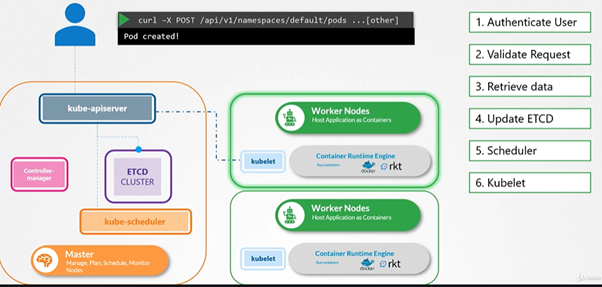 curl -X POST /api/v1/namespaces/default/pods ...[other]
Pod created!
1. Authenticate User
2. Validate Request
3. Retrieve data
4. Update ETCD
5. Scheduler
6. Kubelet
kube-apiserver
Controller-
manager
ETCD
CLUSTER
kube-scheduler
Master
Manage, Plan, Schedule, Monitor
Nodes
Worker Nodes
Host Application as Containers
kubelet
Container Runtime Engine
docker
rkt
Worker Nodes
Host Application as Containers
kubelet
Container Runtime Engine
docker
rkt